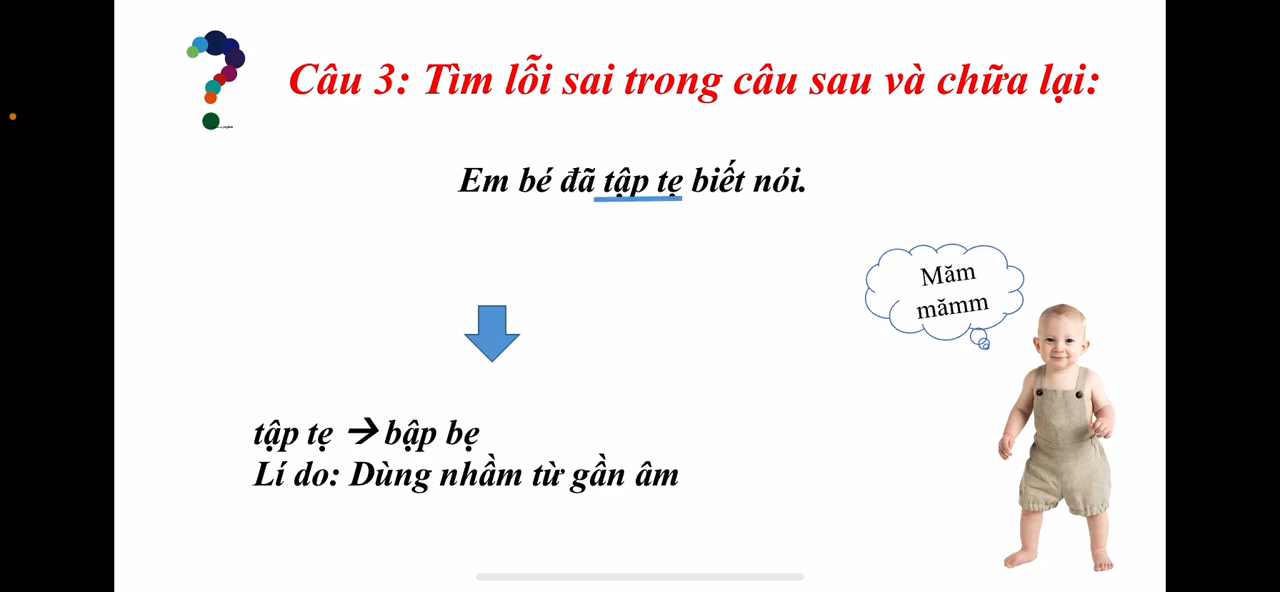 Câu 3: Tìm lỗi sai trong câu sau và chữa lại:
Em bé đã tập tẹ biết nói.
Măm
mămm
tập tẹ → bập bẹ
Lí do: Dùng nhầm từ gần âm